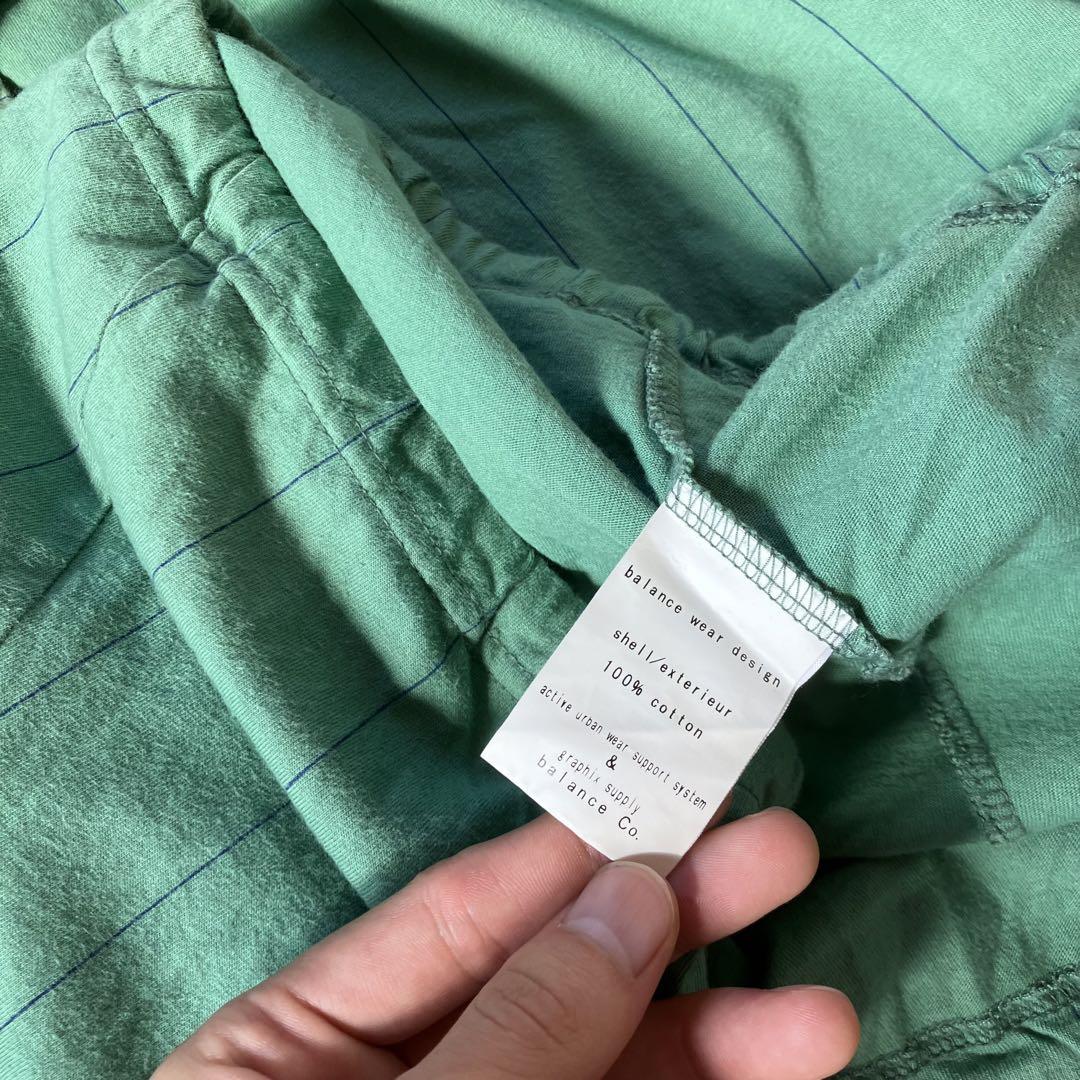 balance wear design
shell/exterieur
100% cotton
active urban wear support system
&
graphix supply
balance Co.